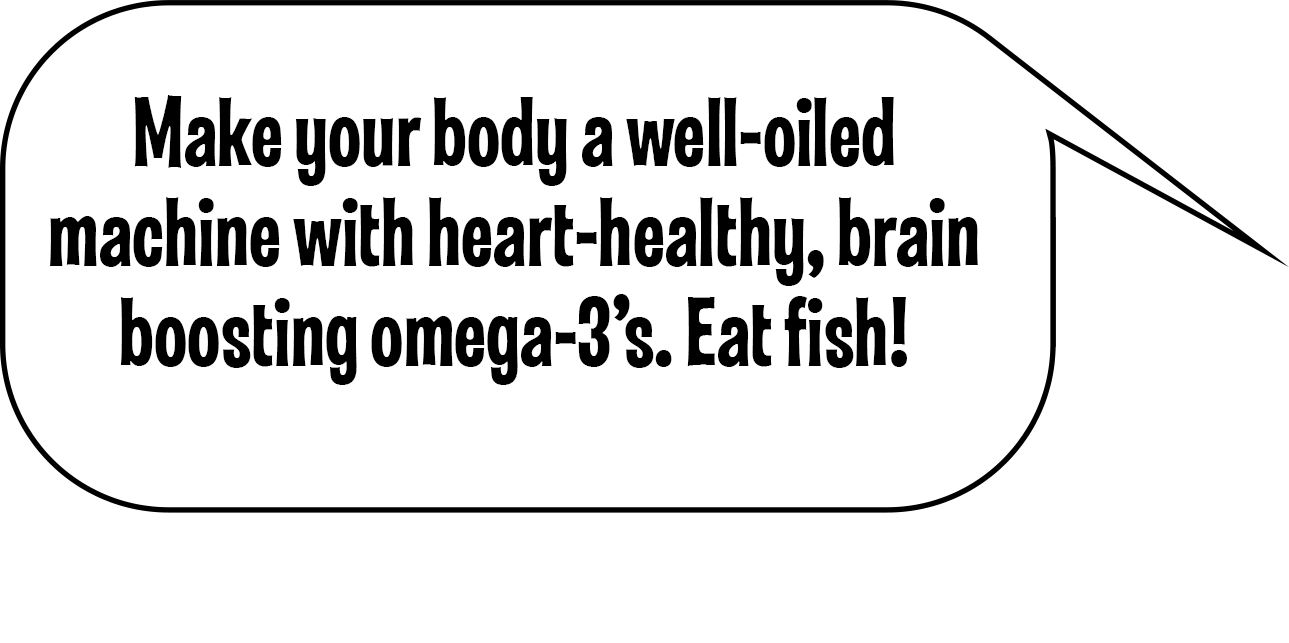 Make your body a well-oiled
machine with heart-healthy, brain
boosting omega-3’s. Eat fish!